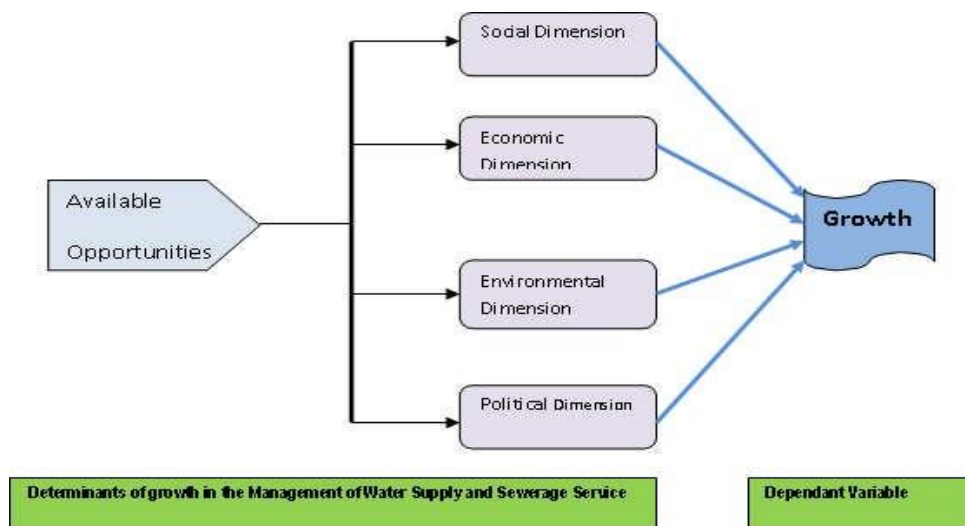 Social Dimension
Economic
Dimension
Available
Opportunities
Growth
Environmental
Dimension
Political Dimension
Determinants of growth in the Management of Water Supply and Sewerage Service
Dependant Variable